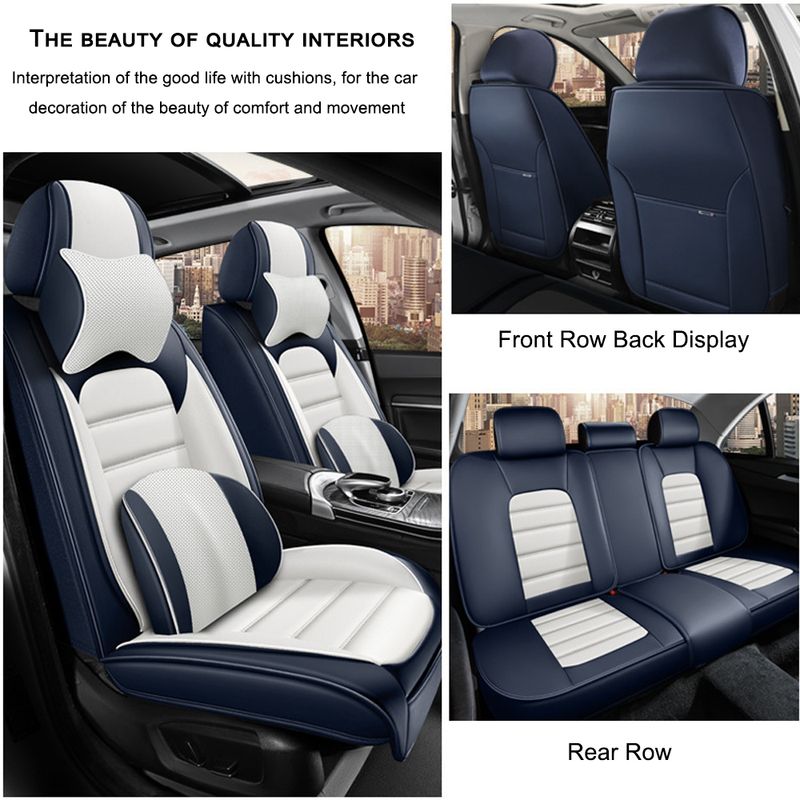 THE BEAUTY OF QUALITY INTERIORS
Interpretation of the good life with cushions, for the car
decoration of the beauty of comfort and movement
Front Row Back Display
Rear Row